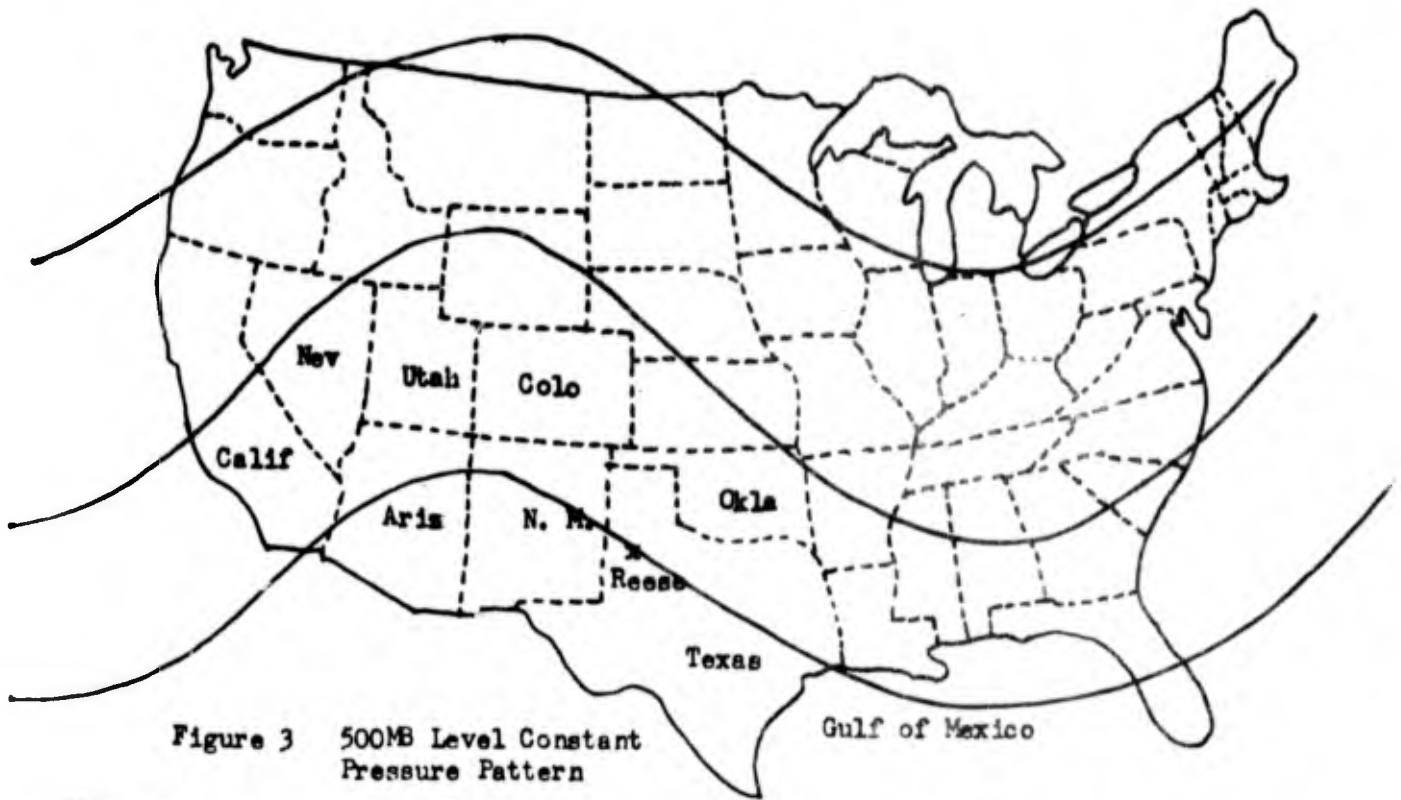 Nev
Utah
Colo
Calif
Ariz
N. M.
Okla
x
Reese
Texas
Gulf of Mexico
Figure 3 500MB Level Constant
Pressure Pattern